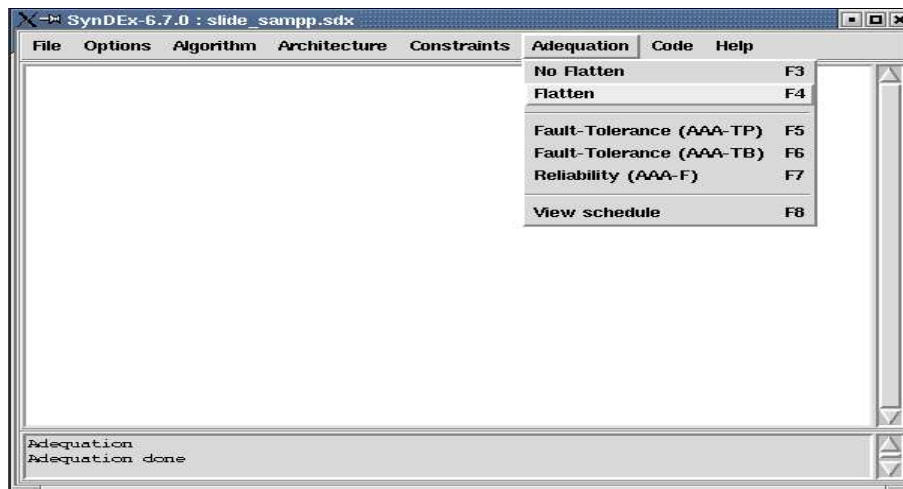 SynDEx-6.7.0 : slide_sampp.sdx
File Options Algorithm Architecture Constraints Adequation Code Help
No Flatten F3
Flatten F4
Fault-Tolerance (AAA-TP) F5
Fault-Tolerance (AAA-TB) F6
Reliability (AAA-F) F7
View schedule F8
Adequation
Adequation done